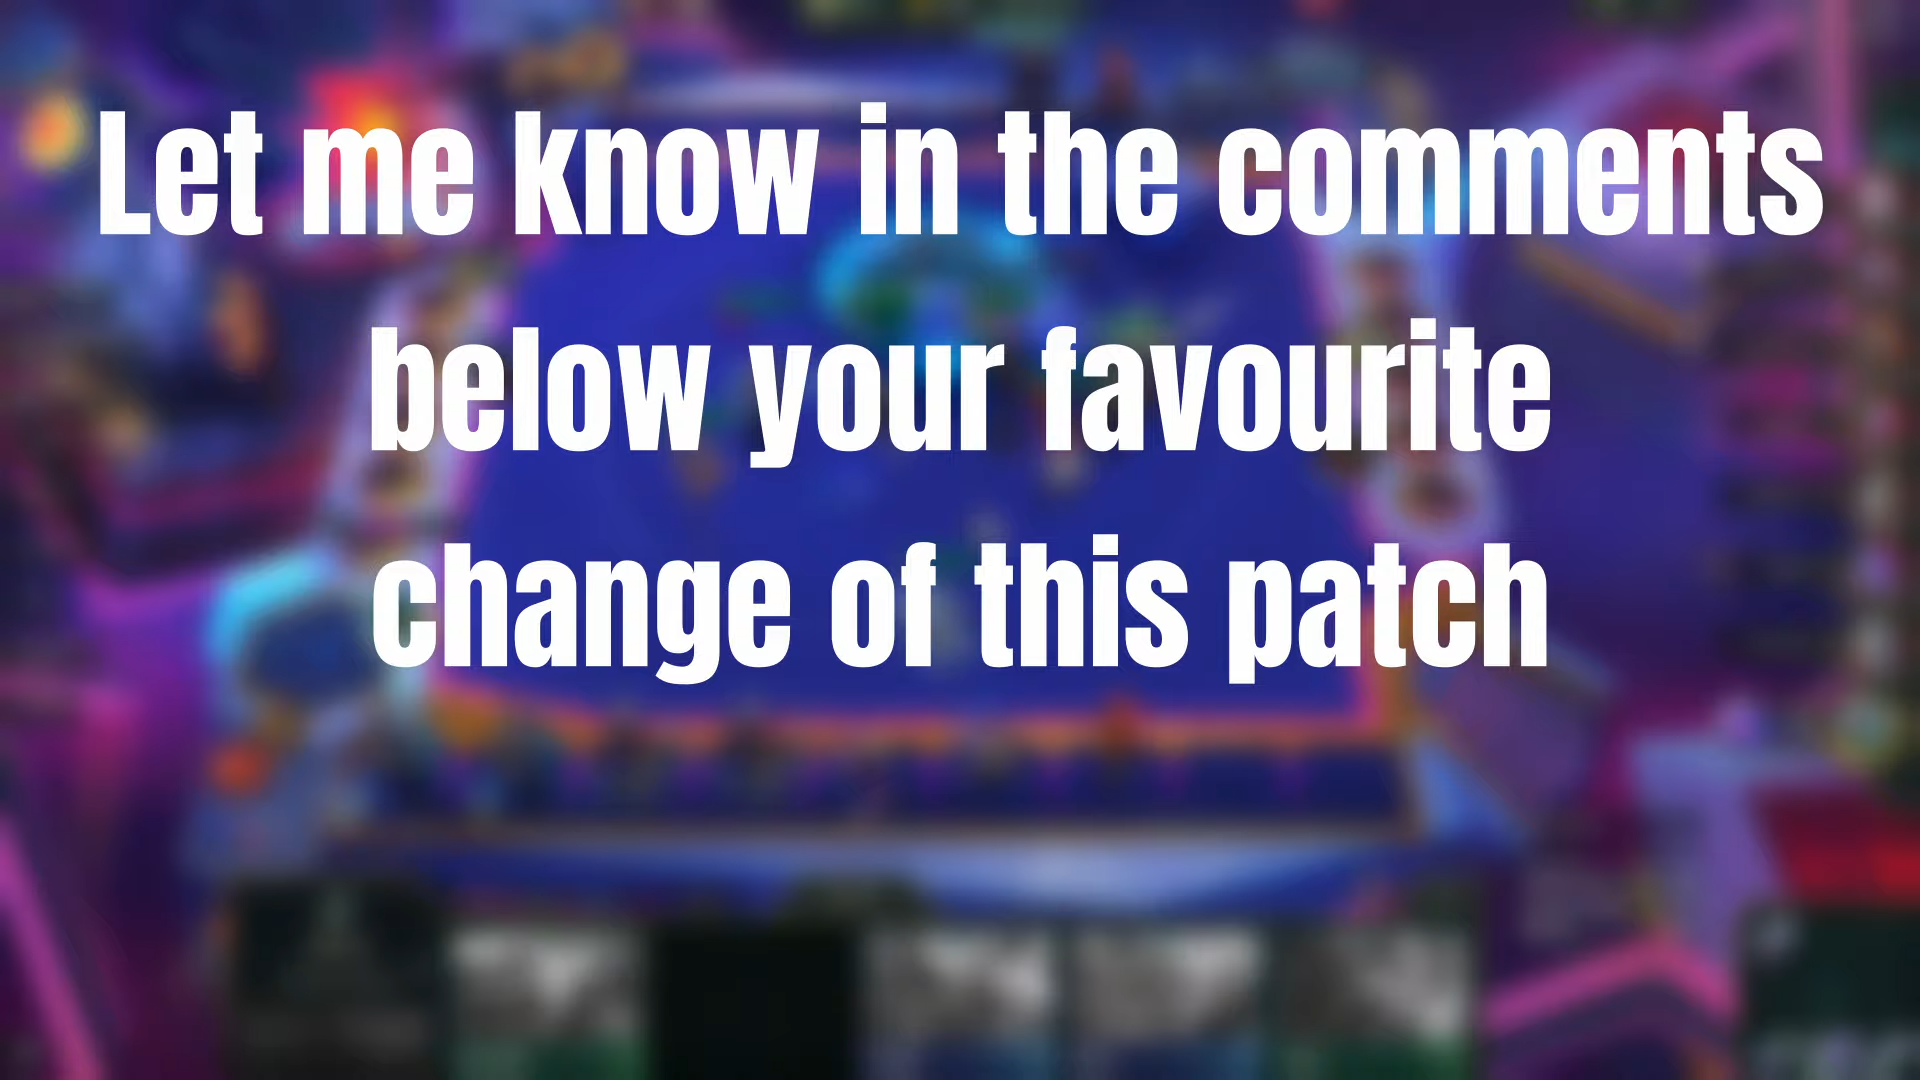 Let me know in the comments
below your favourite
change of this patch